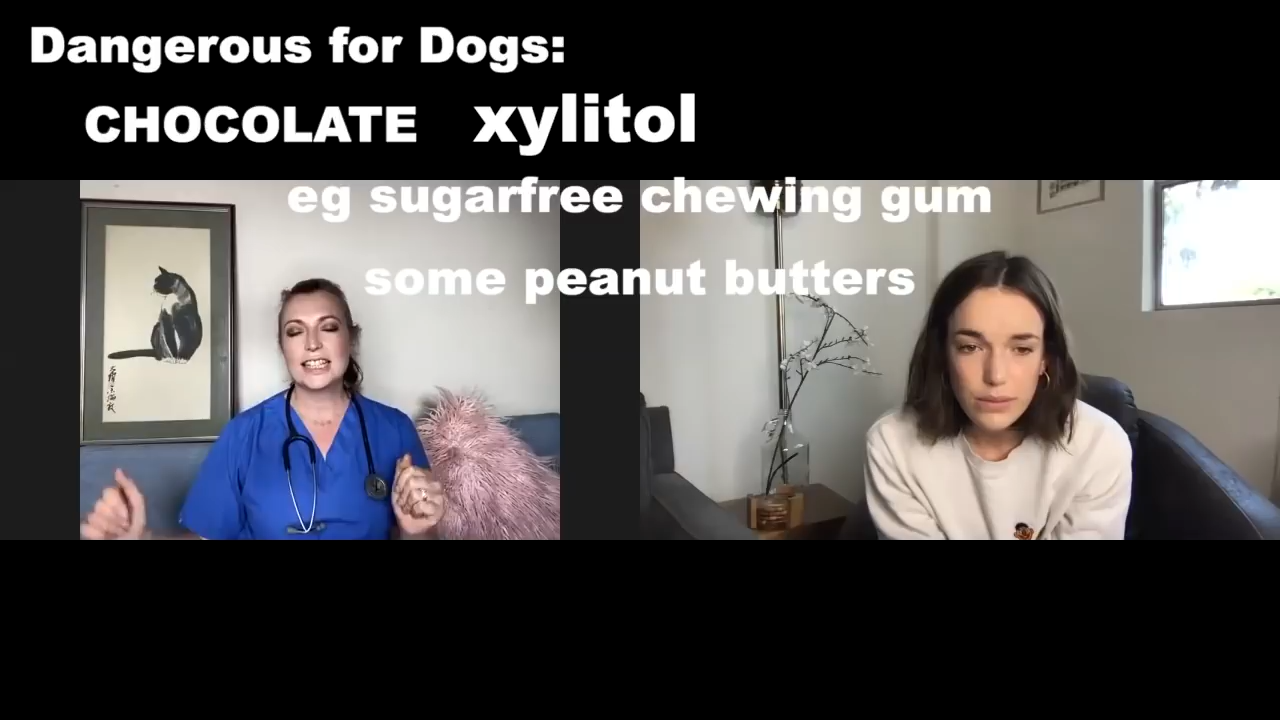 Dangerous for Dogs:
CHOCOLATE xylitol
eg sugarfree chewing gum
some peanut butters